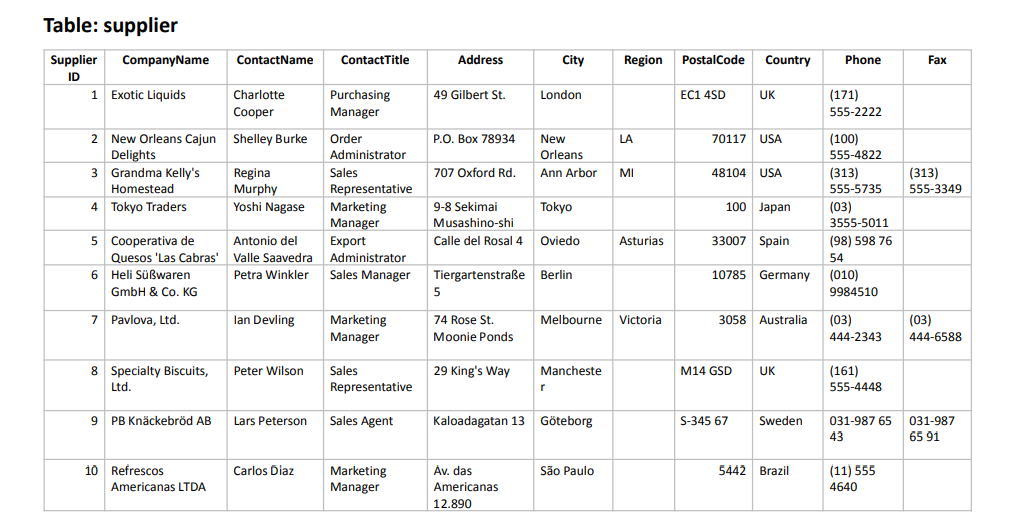 Table: supplier
Supplier ID CompanyName ContactName ContactTitle Address City Region PostalCode Country Phone Fax
1 Exotic Liquids Charlotte Cooper Purchasing Manager 49 Gilbert St. London EC1 4SD UK (171) 555-2222
2 New Orleans Cajun Delights Shelley Burke Order Administrator P.O. Box 78934 New Orleans LA 70117 USA (100) 555-4822
3 Grandma Kelly's Homestead Regina Murphy Sales Representative 707 Oxford Rd. Ann Arbor MI 48104 USA (313) 555-5735 (313) 555-3349
4 Tokyo Traders Yoshi Nagase Marketing Manager 9-8 Sekimai Musashino-shi Tokyo 100 Japan (03) 3555-5011
5 Cooperativa de Quesos 'Las Cabras' Antonio del Valle Saavedra Export Administrator Calle del Rosal 4 Oviedo Asturias 33007 Spain (98) 598 76 54
6 Heli Süßwaren GmbH & Co. KG Petra Winkler Sales Manager Tiergartenstraße 5 Berlin 10785 Germany (010) 9984510
7 Pavlova, Ltd. Ian Devling Marketing Manager 74 Rose St. Moonie Ponds Melbourne Victoria 3058 Australia (03) 444-2343 (03) 444-6588
8 Specialty Biscuits, Ltd. Peter Wilson Sales Representative 29 King's Way Manchester M14 GSD UK (161) 555-4448
9 PB Knäckebröd AB Lars Peterson Sales Agent Kaloadagatan 13 Göteborg S-345 67 Sweden 031-987 65 43 031-987 65 91
10 Refrescos Americanas LTDA Carlos Diaz Marketing Manager Av. das Americanas 12.890 São Paulo 5442 Brazil (11) 555 4640